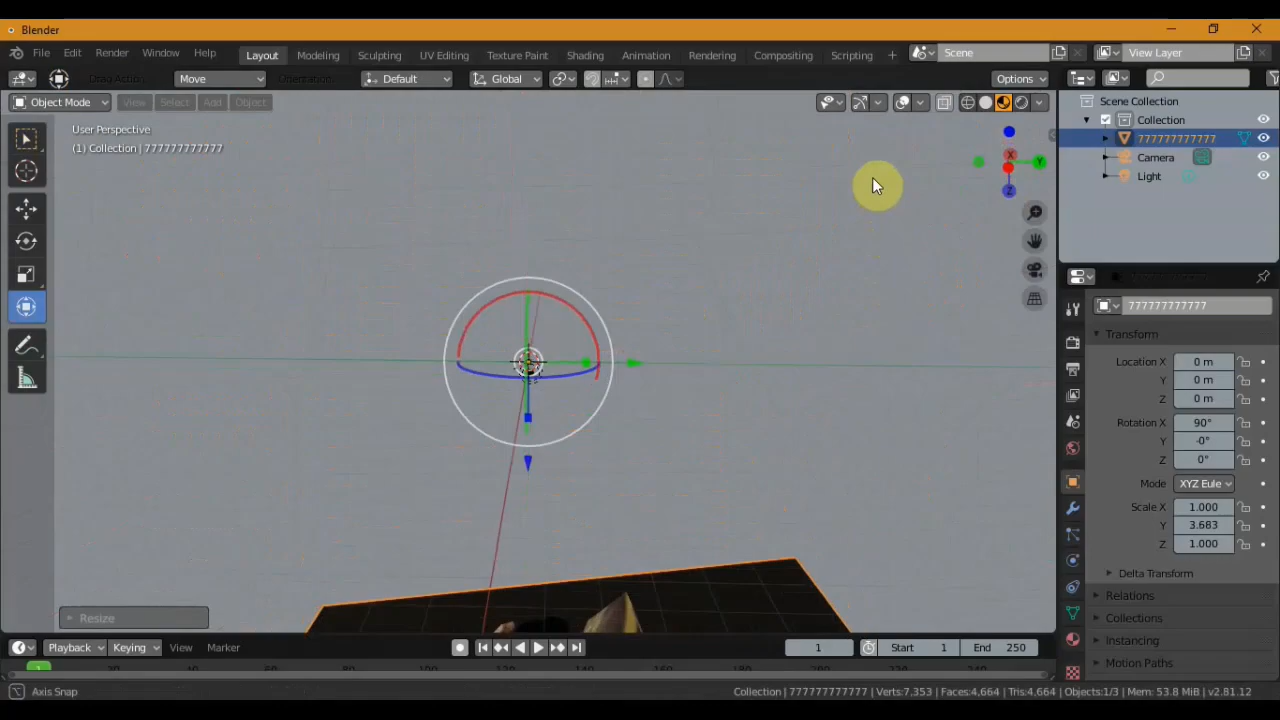 Blender
File Edit Render Window Help
Layout Modeling Sculpting UV Editing Texture Paint Shading Animation Rendering Compositing Scripting +
Scene
View Layer
Move
Default
Global
Options
Object Mode
View Select Add Object
User Perspective
(1) Collection | 777777777777
X
Y
Z
Resize
Scene Collection
Collection
777777777777
Camera
Light
777777777777
Transform
Location X 0 m
Y 0 m
Z 0 m
Rotation X 90°
Y -0°
Z 0°
Mode XYZ Eule
Scale X 1.000
Y 3.683
Z 1.000
Delta Transform
Relations
Collections
Instancing
Motion Paths
Playback Keying View Marker
1
Start 1
End 250
1
Axis Snap
Collection | 777777777777 | Verts:7,353 | Faces:4,664 | Tris:4,664 | Objects:1/3 | Mem: 53.8 MiB | v2.81.12